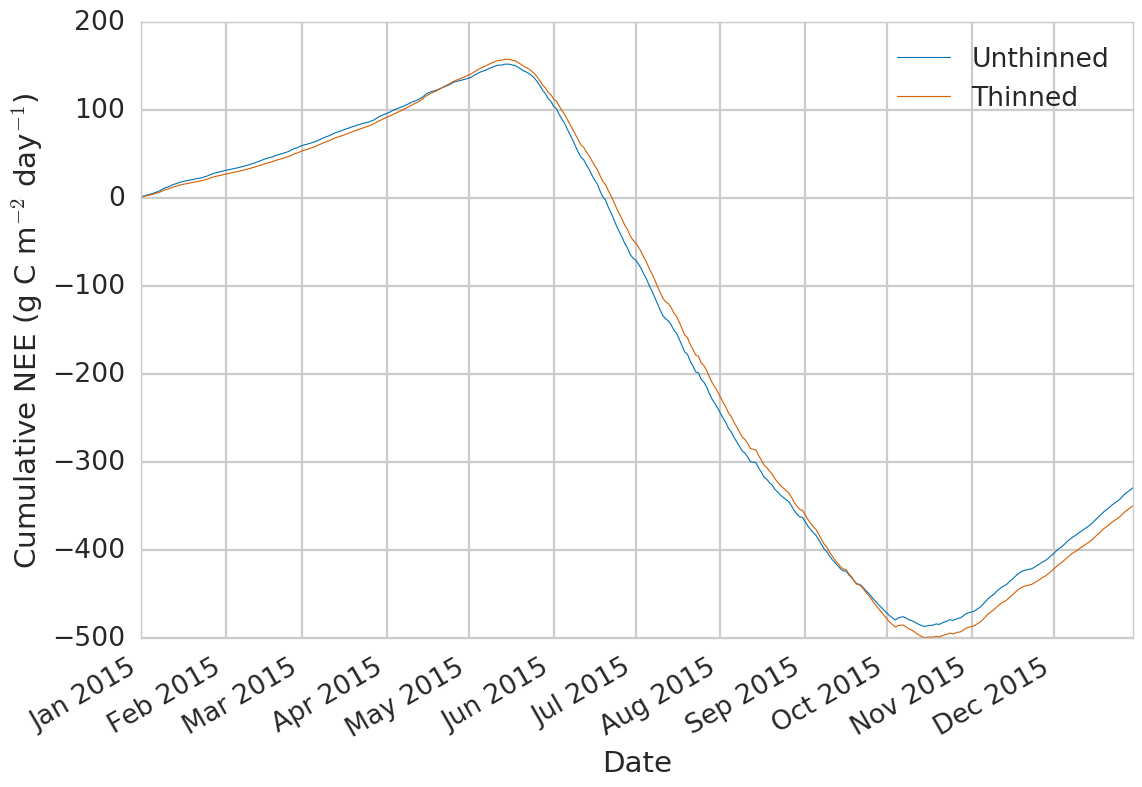 Cumulative NEE (g C m⁻² day⁻¹)
200
100
0
−100
−200
−300
−400
−500
Unthinned
Thinned
Jan 2015
Feb 2015
Mar 2015
Apr 2015
May 2015
Jun 2015
Jul 2015
Aug 2015
Sep 2015
Oct 2015
Nov 2015
Dec 2015
Date